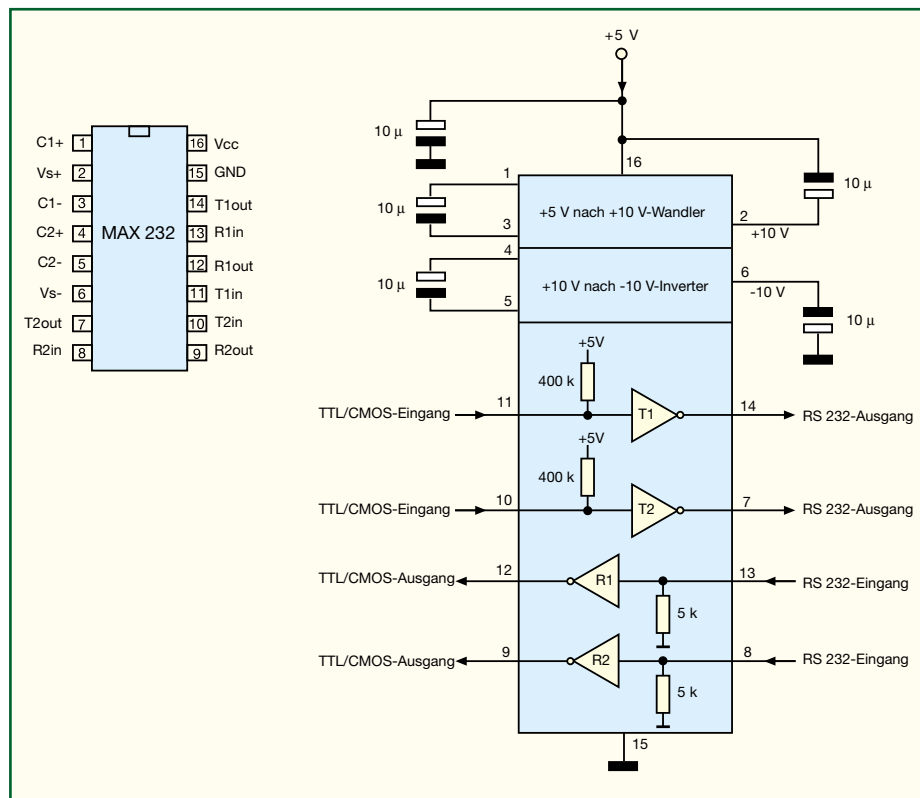 C1+ 1 16 Vcc
Vs+ 2 15 GND
C1- 3 14 T1out
C2+ 4 MAX 232 13 R1in
C2- 5 12 R1out
Vs- 6 11 T1in
T2out 7 10 T2in
R2in 8 9 R2out
+5 V
10 µ
16
1
10 µ
10 µ
+5 V nach +10 V-Wandler
3
2
+10 V
4
10 µ
+10 V nach -10 V-Inverter
6
-10 V
5
10 µ
+5V
400 k
TTL/CMOS-Eingang 11 T1 14 RS 232-Ausgang
+5V
400 k
TTL/CMOS-Eingang 10 T2 7 RS 232-Ausgang
TTL/CMOS-Ausgang 12 R1 13 RS 232-Eingang
5 k
TTL/CMOS-Ausgang 9 R2 8 RS 232-Eingang
5 k
15